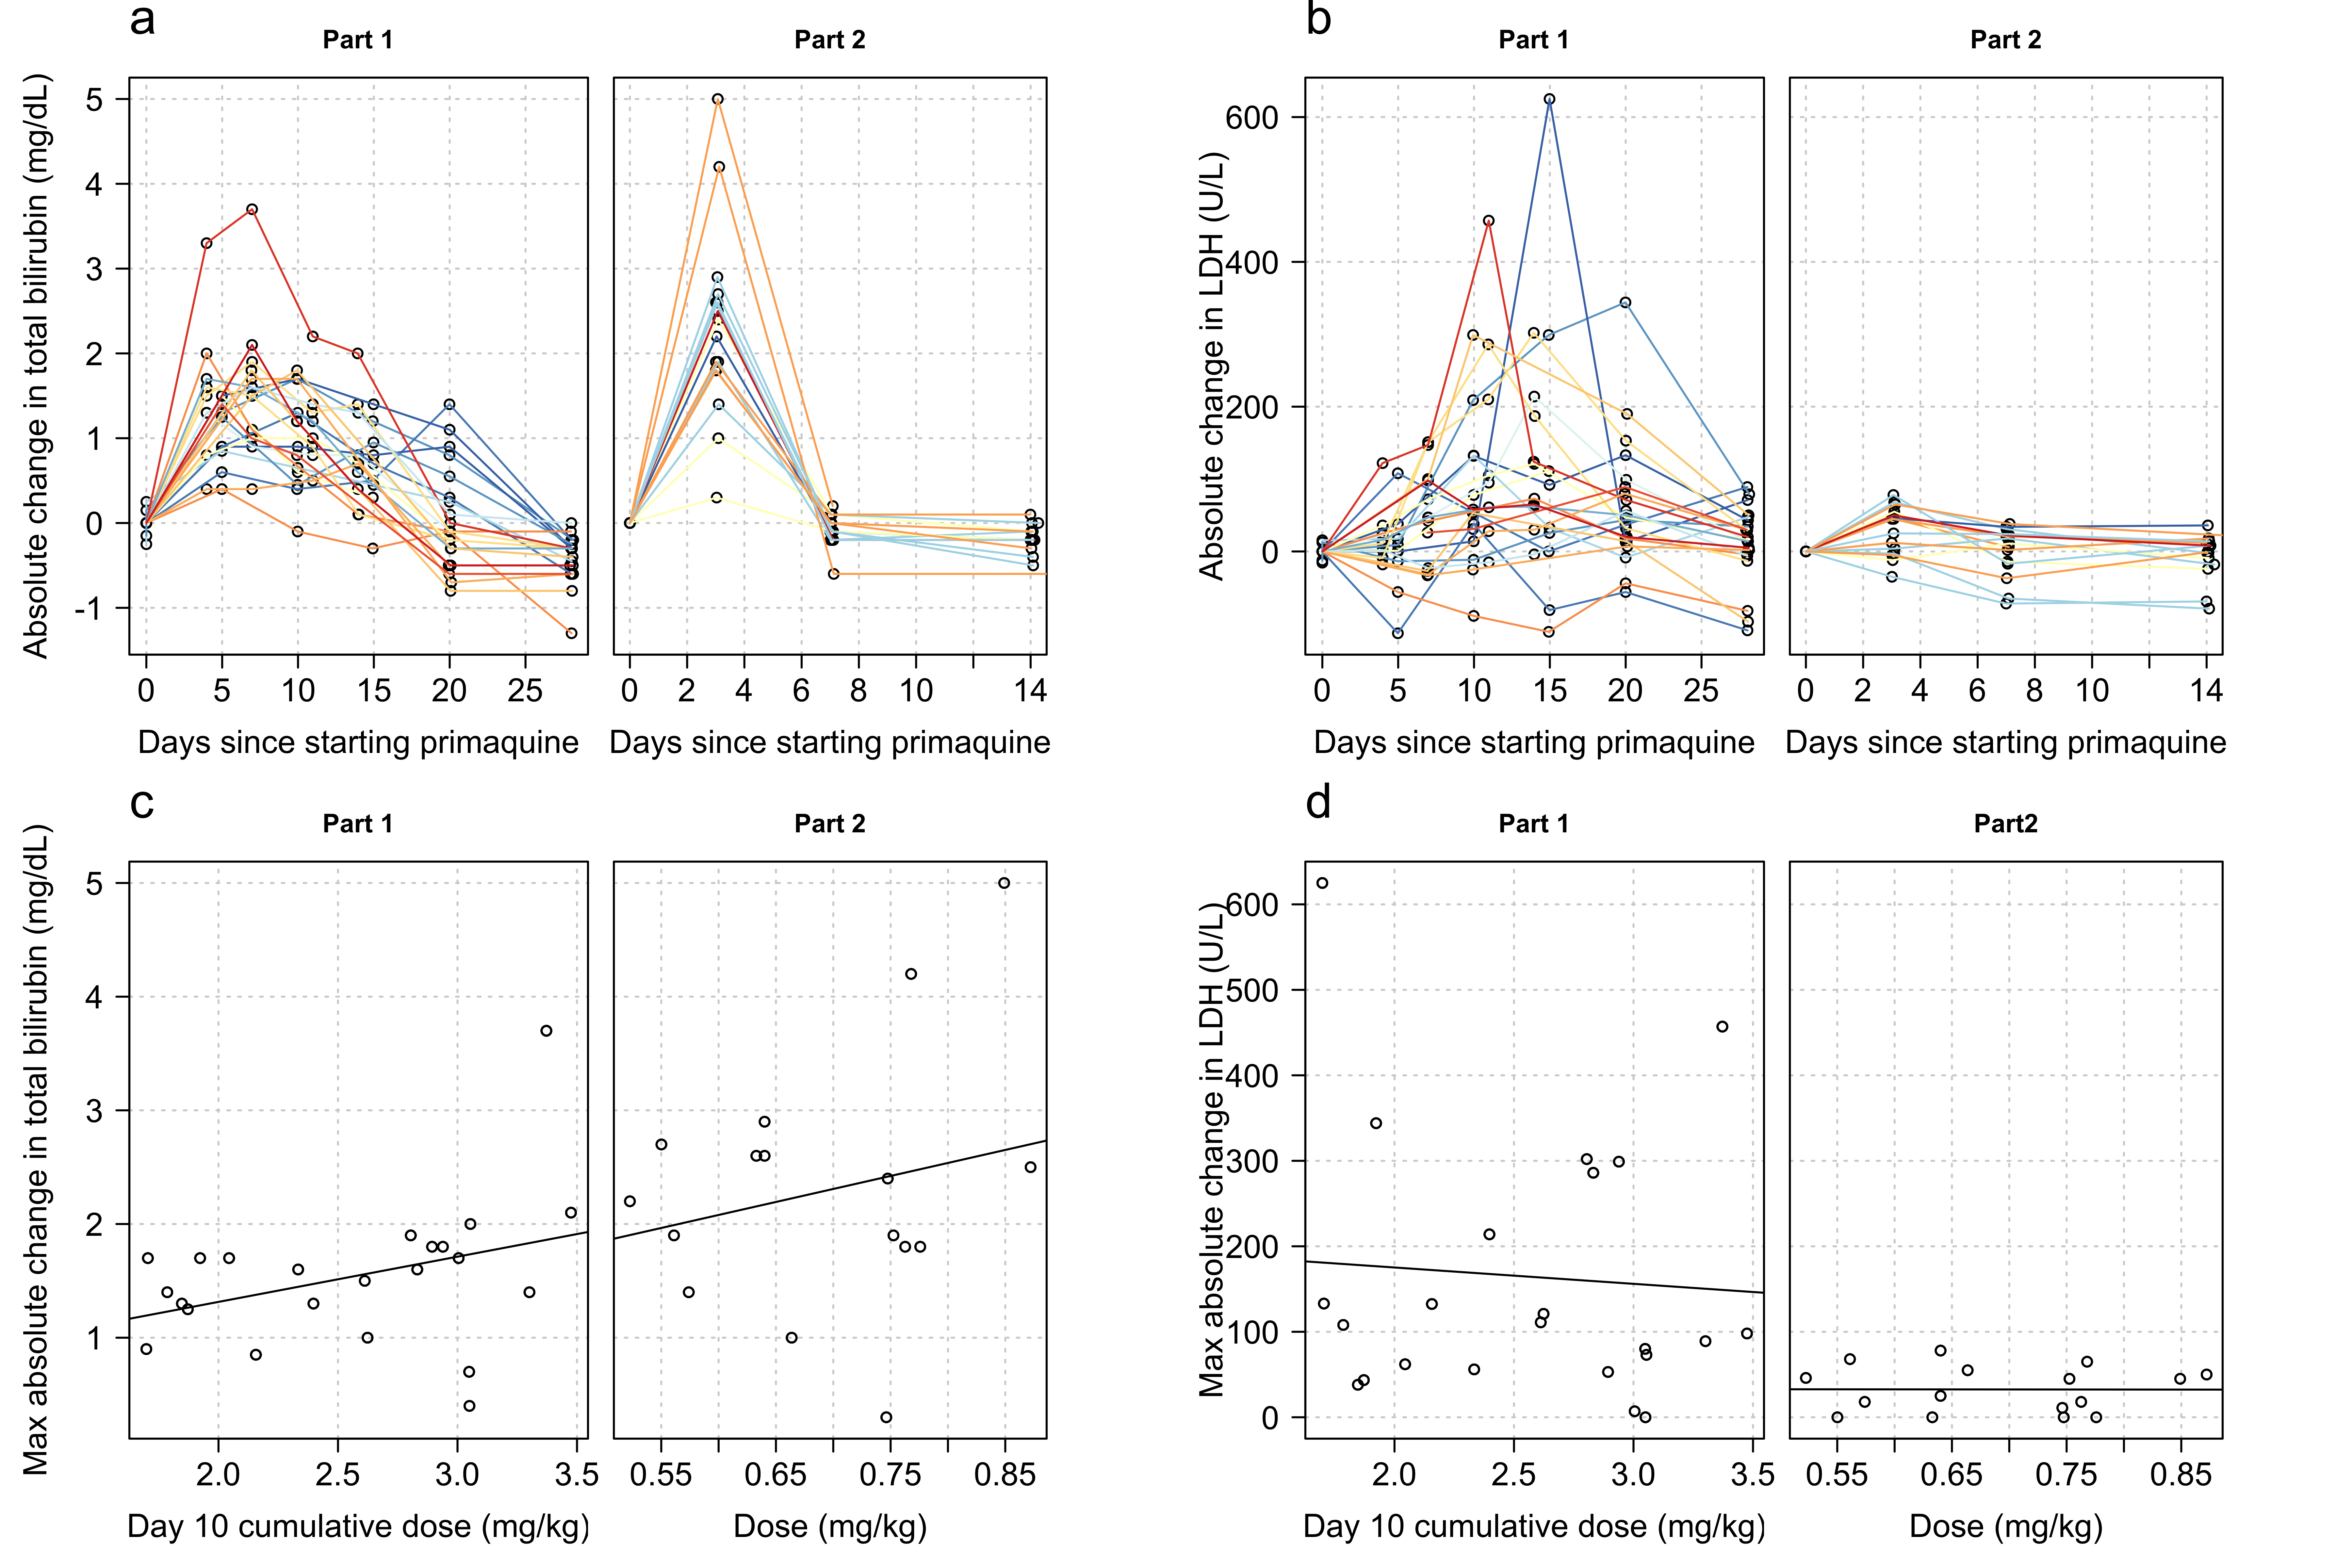 a
Part 1
Part 2
Absolute change in total bilirubin (mg/dL)
5
4
3
2
1
0
-1
0 5 10 15 20 25
0 2 4 6 8 10 14
Days since starting primaquine
Days since starting primaquine
b
Part 1
Part 2
Absolute change in LDH (U/L)
600
400
200
0
0 5 10 15 20 25
0 2 4 6 8 10 14
Days since starting primaquine
Days since starting primaquine
c
Part 1
Part 2
Max absolute change in total bilirubin (mg/dL)
5
4
3
2
1
2.0 2.5 3.0 3.5
0.55 0.65 0.75 0.85
Day 10 cumulative dose (mg/kg)
Dose (mg/kg)
d
Part 1
Part2
Max absolute change in LDH (U/L)
600
500
400
300
200
100
0
2.0 2.5 3.0 3.5
0.55 0.65 0.75 0.85
Day 10 cumulative dose (mg/kg)
Dose (mg/kg)